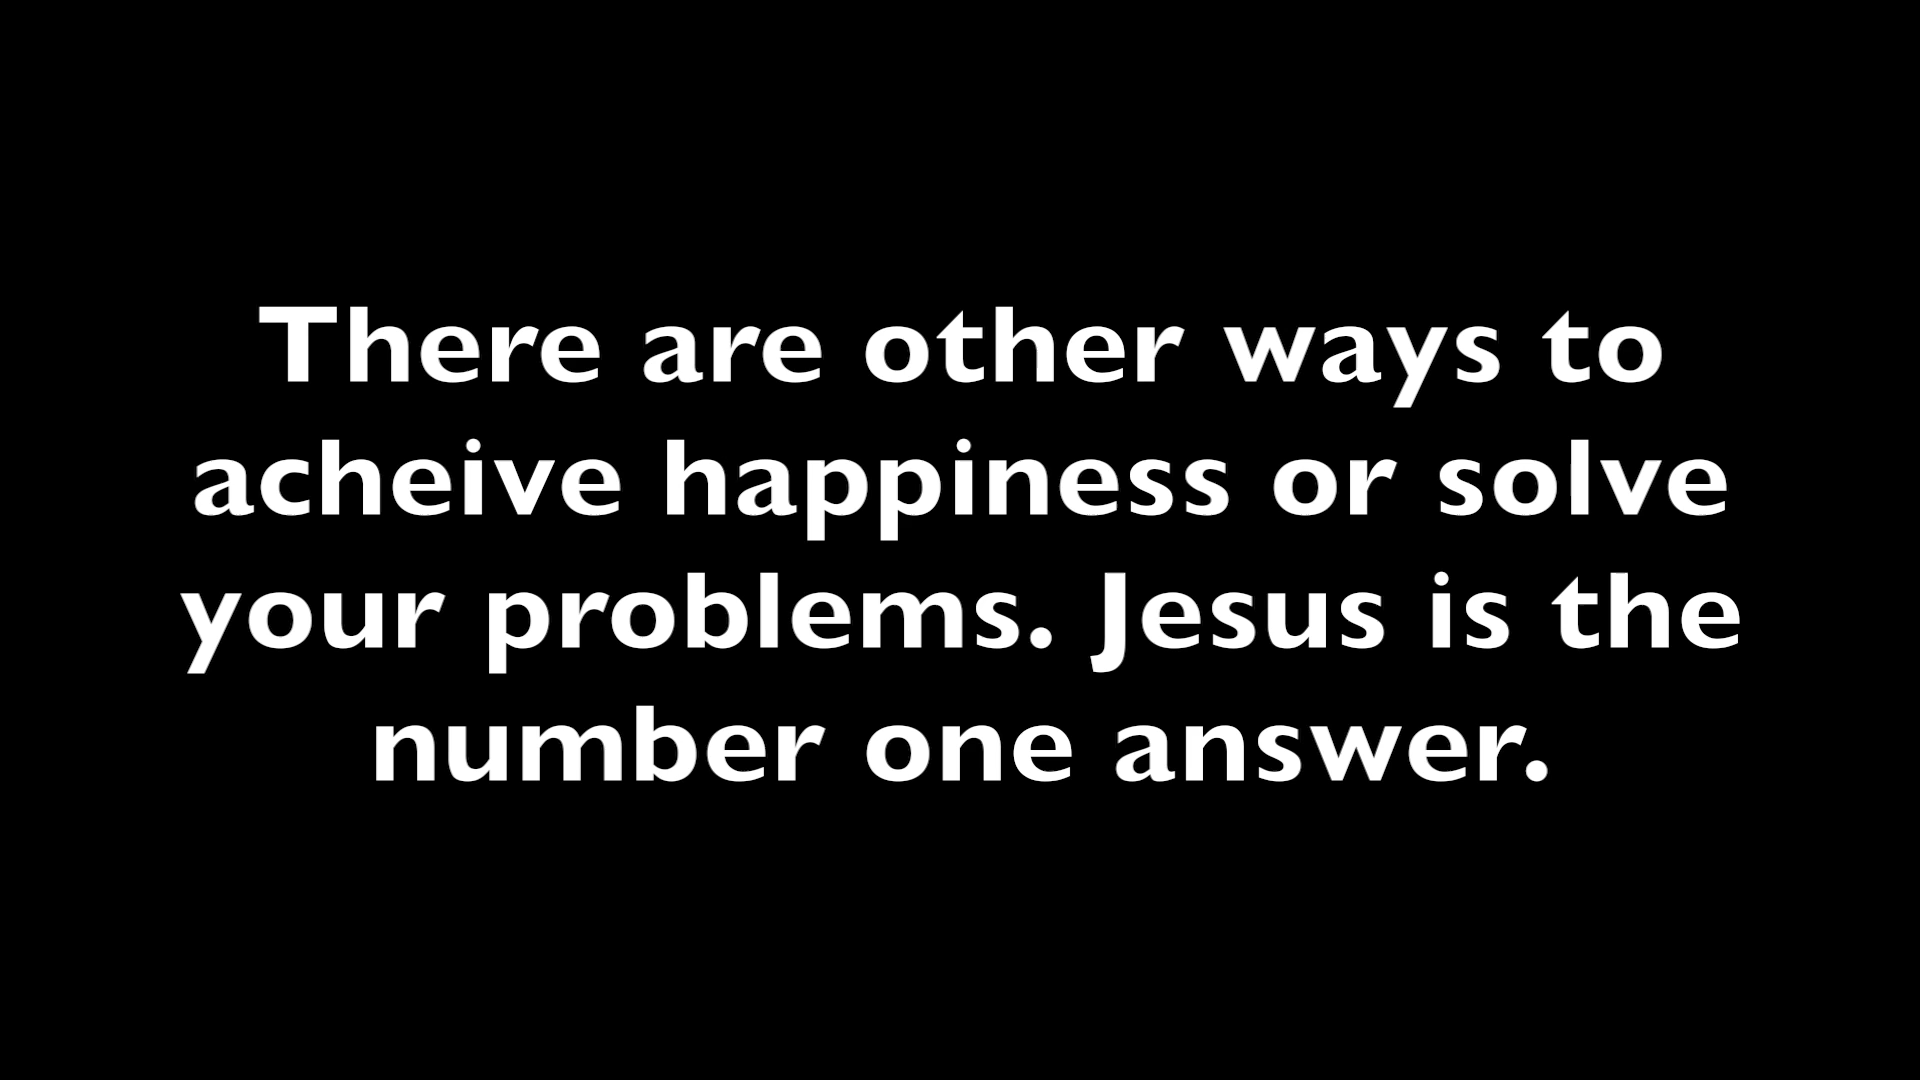 There are other ways to
acheive happiness or solve
your problems. Jesus is the
number one answer.